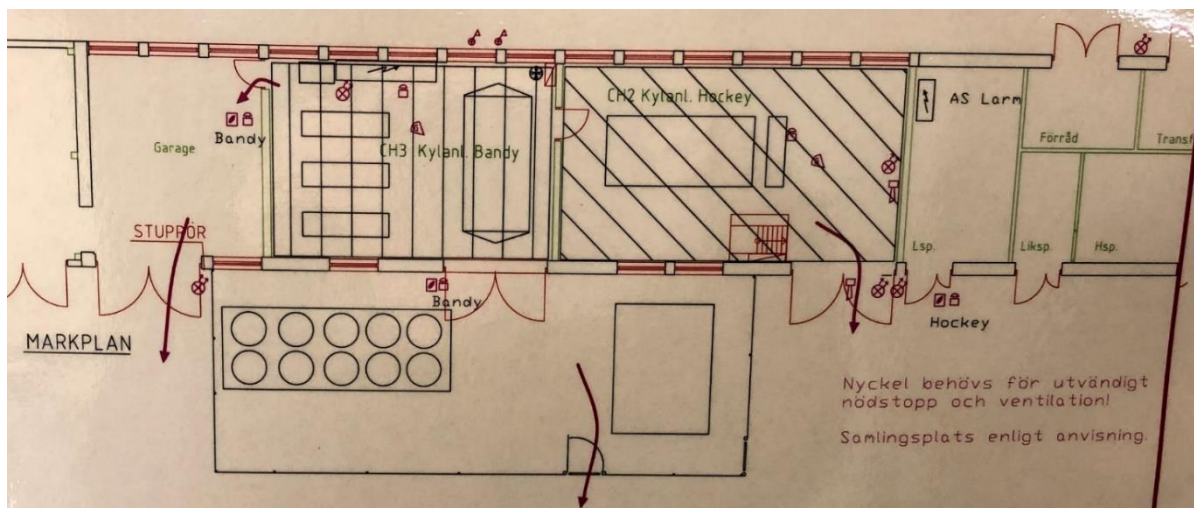 AS Larm
CH2 Kylanl. Hockey
Bandy
Garage
CH3 Kylanl. Bandy
Förråd
Transf
STUPRÖR
Lsp.
Liksp.
Hsp.
Bandy
Hockey
MARKPLAN
Nyckel behövs för utvändigt
nödstopp och ventilation!
Samlingsplats enligt anvisning.